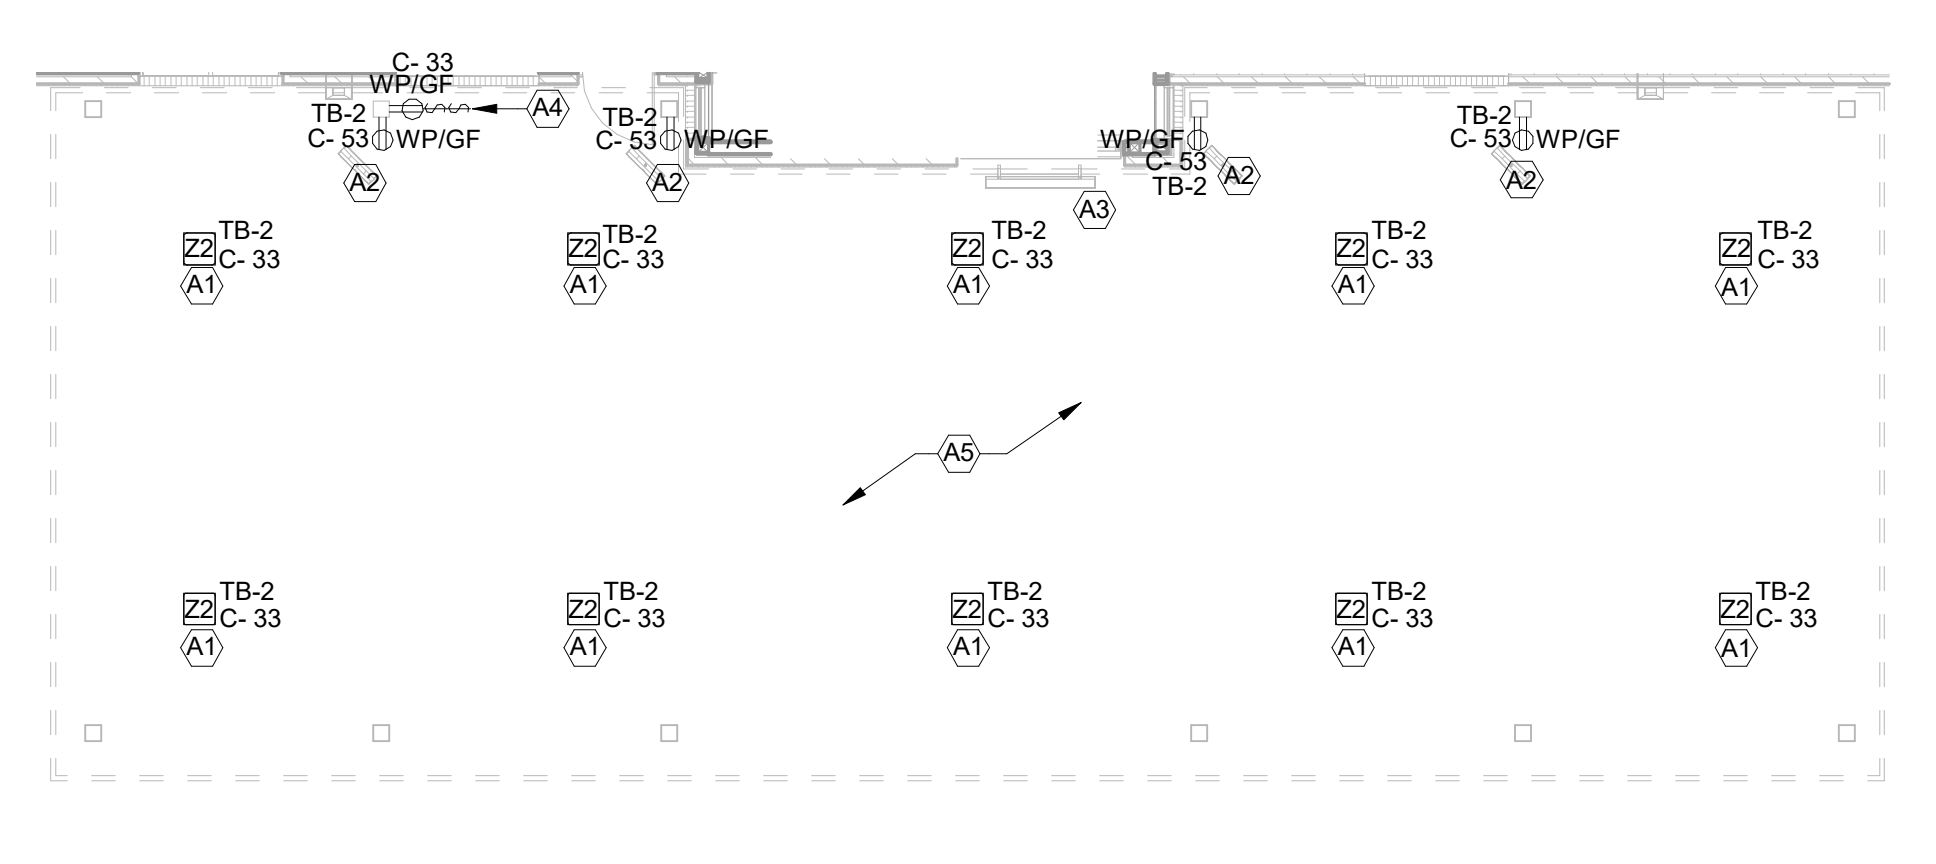 C- 33
WP/GF
A4
TB-2
C- 53
WP/GF
A2
TB-2
C- 53
WP/GF
A2
A3
WP/GF
C- 53
TB-2
A2
TB-2
C- 53
WP/GF
A2
Z2
TB-2
C- 33
A1
Z2
TB-2
C- 33
A1
Z2
TB-2
C- 33
A1
Z2
TB-2
C- 33
A1
Z2
TB-2
C- 33
A1
A5
Z2
TB-2
C- 33
A1
Z2
TB-2
C- 33
A1
Z2
TB-2
C- 33
A1
Z2
TB-2
C- 33
A1
Z2
TB-2
C- 33
A1